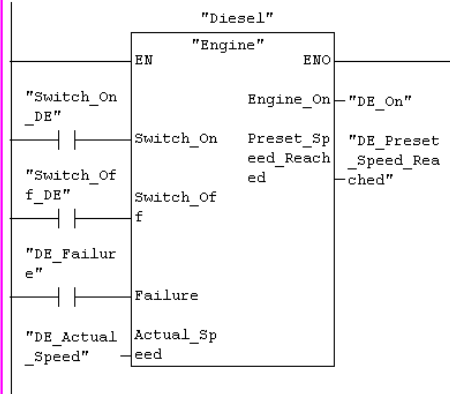 "Diesel"
"Engine"
EN ENO
"Switch_On
_DE"
Switch_On
Engine_On
"DE_On"
Preset_Sp
eed_Reach
ed
"DE_Preset
_Speed_Rea
ched"
"Switch_Of
f_DE"
Switch_Of
f
"DE_Failur
e"
Failure
"DE_Actual
_Speed"
Actual_Sp
eed